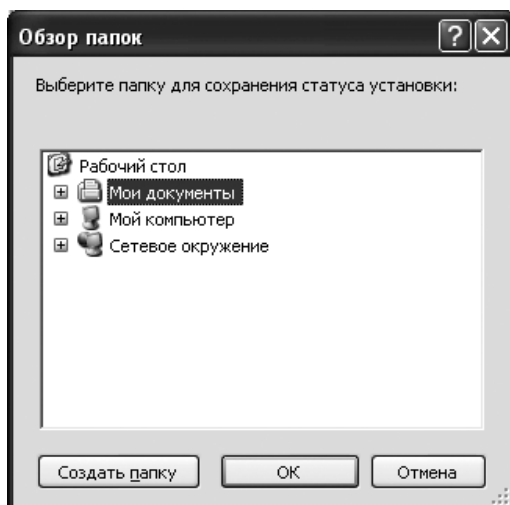 Обзор папок
Выберите папку для сохранения статуса установки:
Рабочий стол
Мои документы
Мой компьютер
Сетевое окружение
Создать папку ОК Отмена